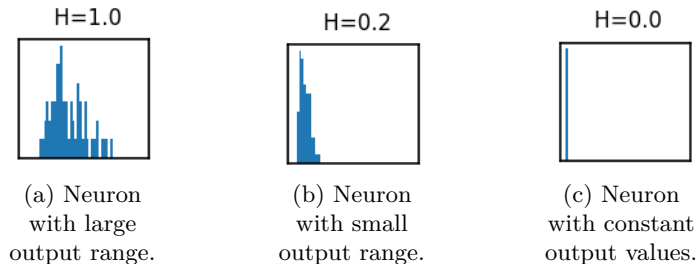 H=1.0
H=0.2
H=0.0
(a) Neuron
with large
output range.
(b) Neuron
with small
output range.
(c) Neuron
with constant
output values.